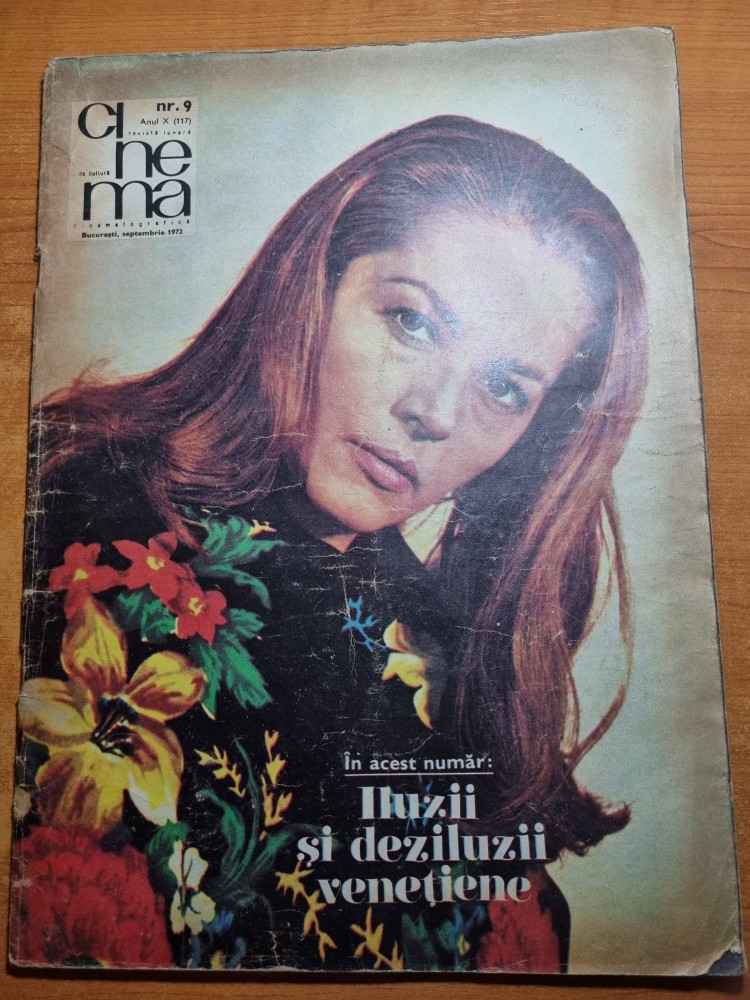 nr. 9
Anul X (117)
ci
revistă lunară
ne
de cultură
ma
cinematografică
București, septembrie 1972
În acest număr:
Iluzii
și deziluzii
venețiene